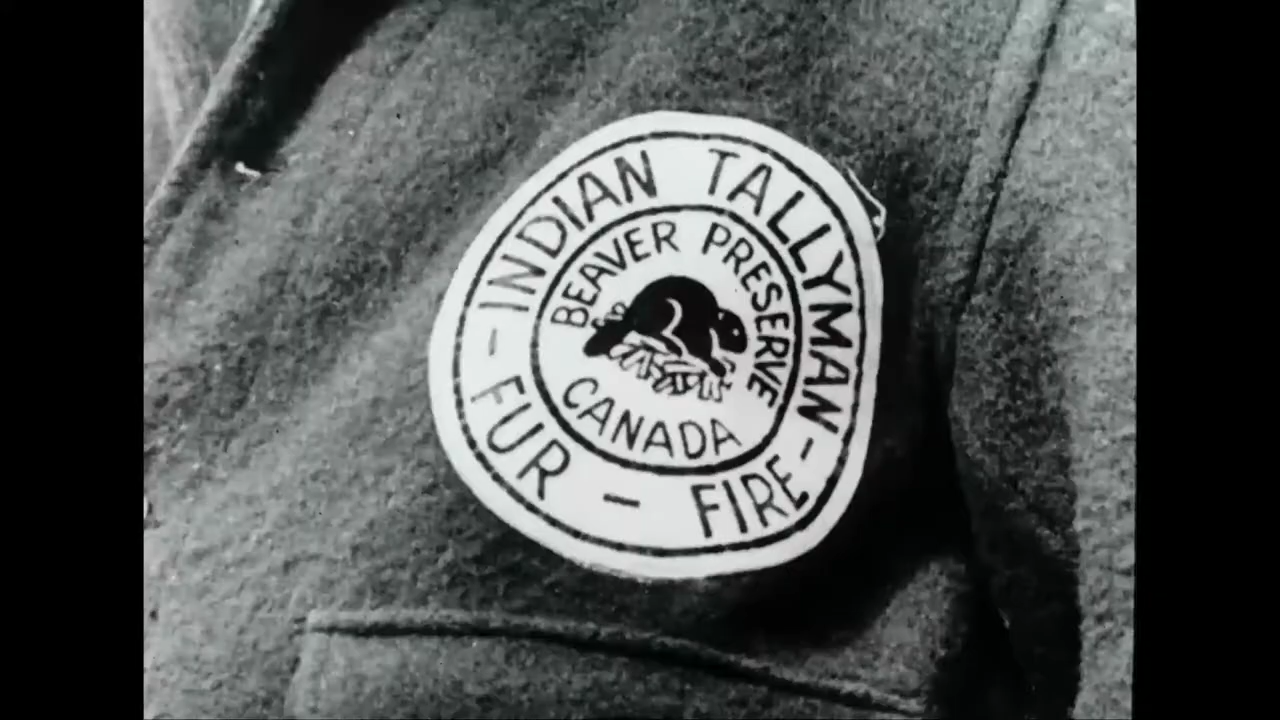 INDIAN TALLYMAN
- FUR - FIRE -
BEAVER PRESERVE
CANADA